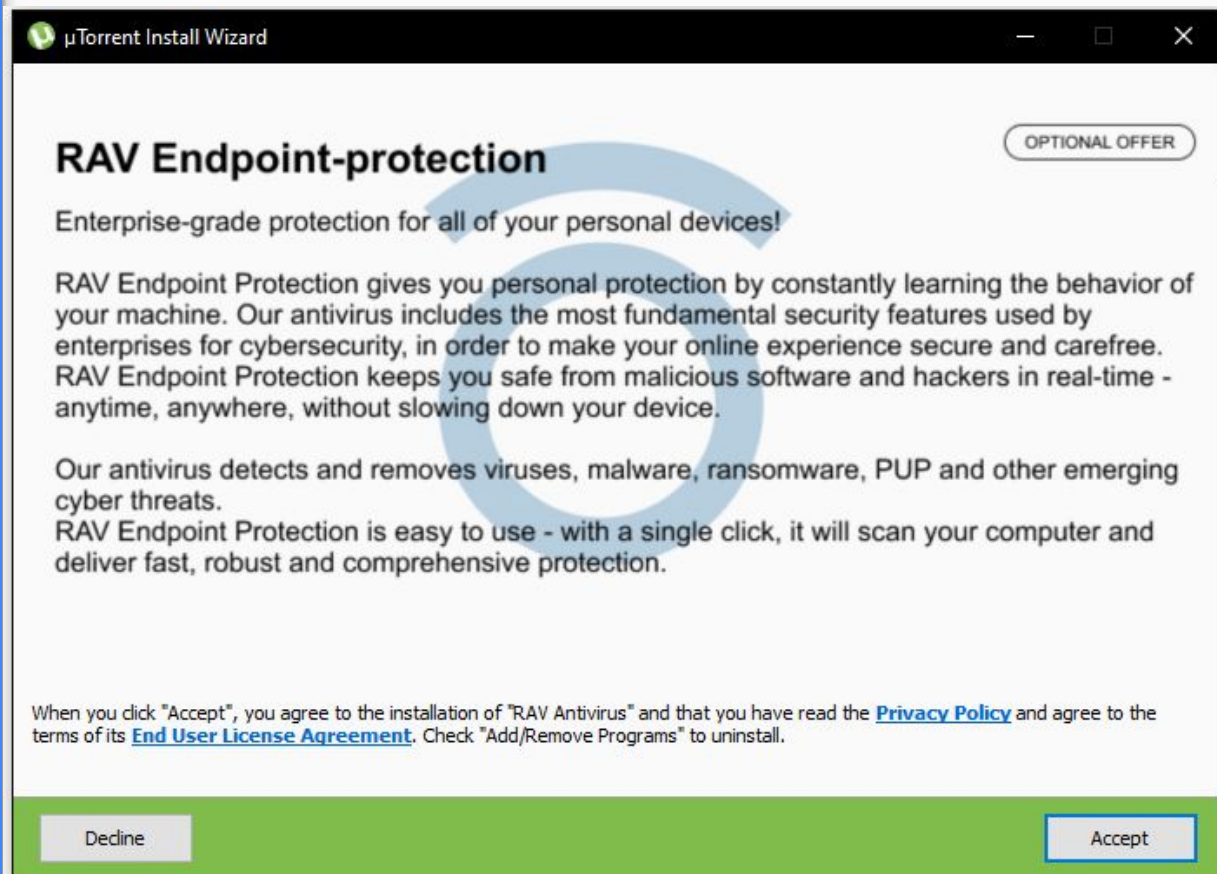 µTorrent Install Wizard
RAV Endpoint-protection
OPTIONAL OFFER
Enterprise-grade protection for all of your personal devices!
RAV Endpoint Protection gives you personal protection by constantly learning the behavior of
your machine. Our antivirus includes the most fundamental security features used by
enterprises for cybersecurity, in order to make your online experience secure and carefree.
RAV Endpoint Protection keeps you safe from malicious software and hackers in real-time -
anytime, anywhere, without slowing down your device.
Our antivirus detects and removes viruses, malware, ransomware, PUP and other emerging
cyber threats.
RAV Endpoint Protection is easy to use - with a single click, it will scan your computer and
deliver fast, robust and comprehensive protection.
When you click "Accept", you agree to the installation of "RAV Antivirus" and that you have read the Privacy Policy and agree to the
terms of its End User License Agreement. Check "Add/Remove Programs" to uninstall.
Decline
Accept